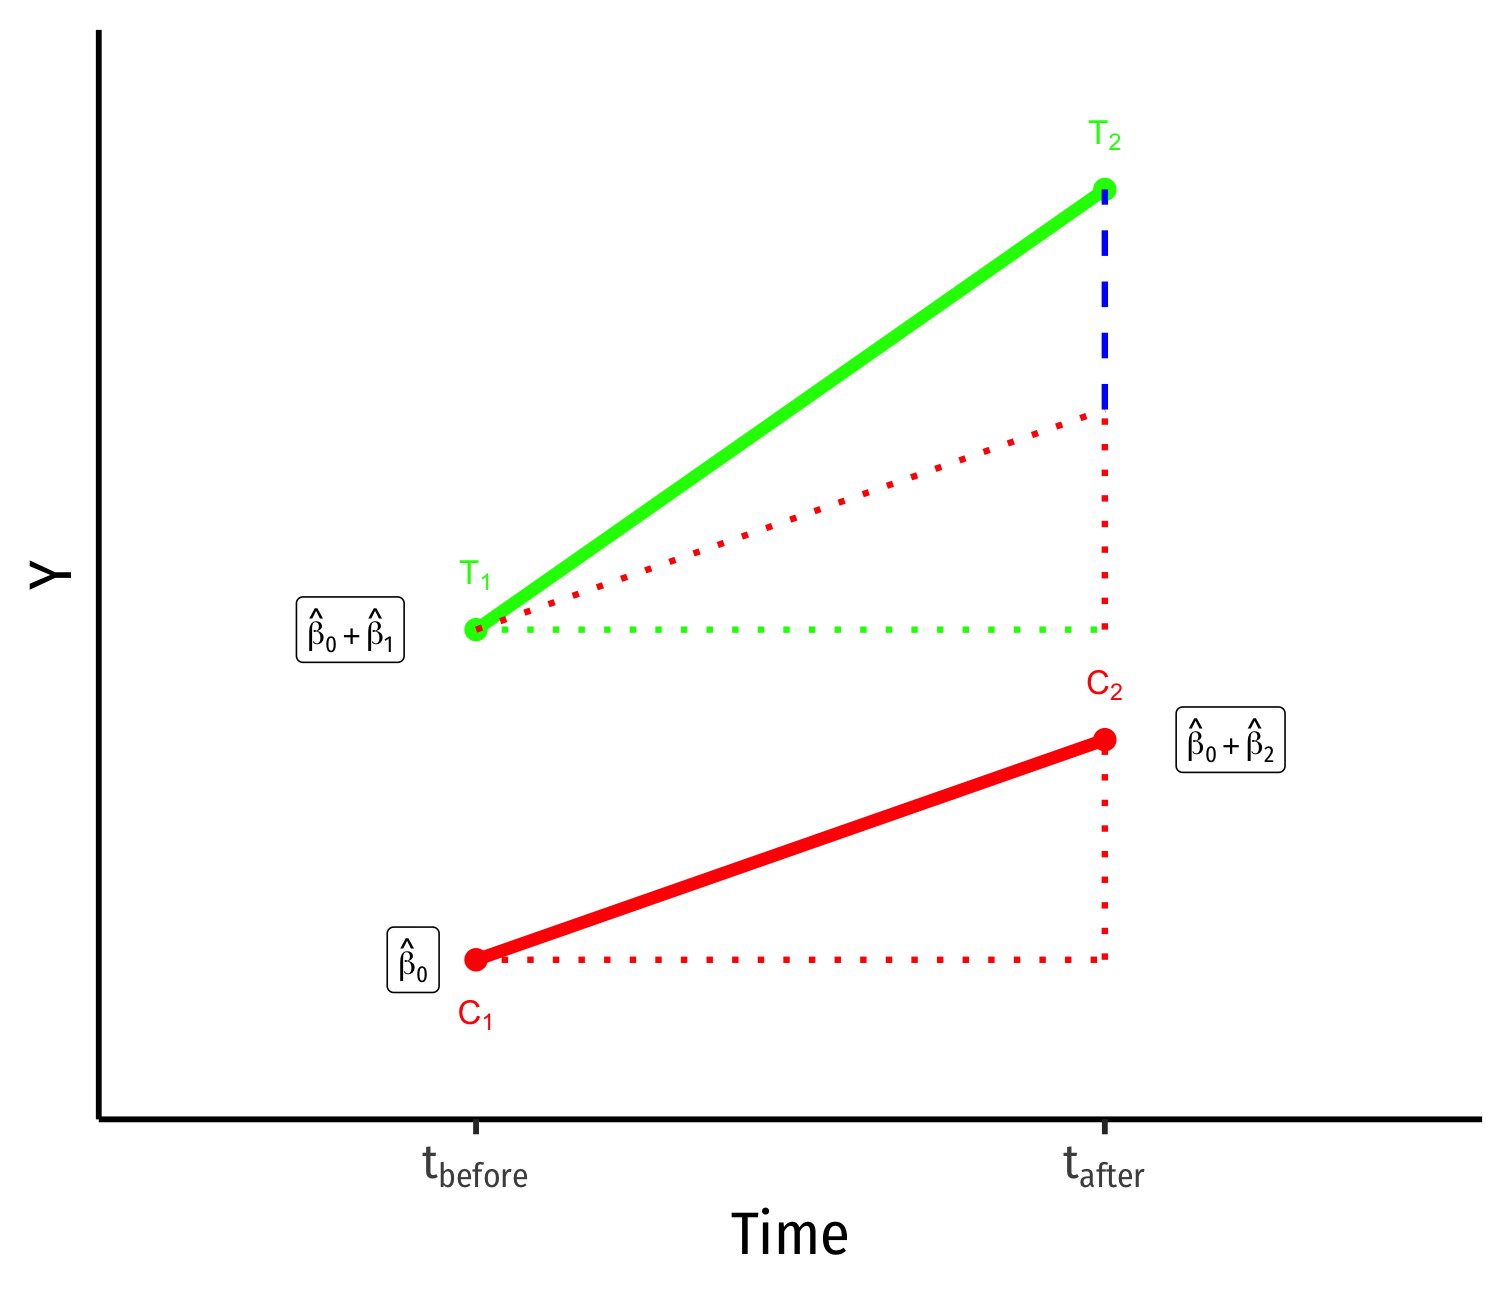 T₂
Y
T₁
β̂₀ + β̂₁
C₂
β̂₀ + β̂₂
β̂₀
C₁
t_before
t_after
Time